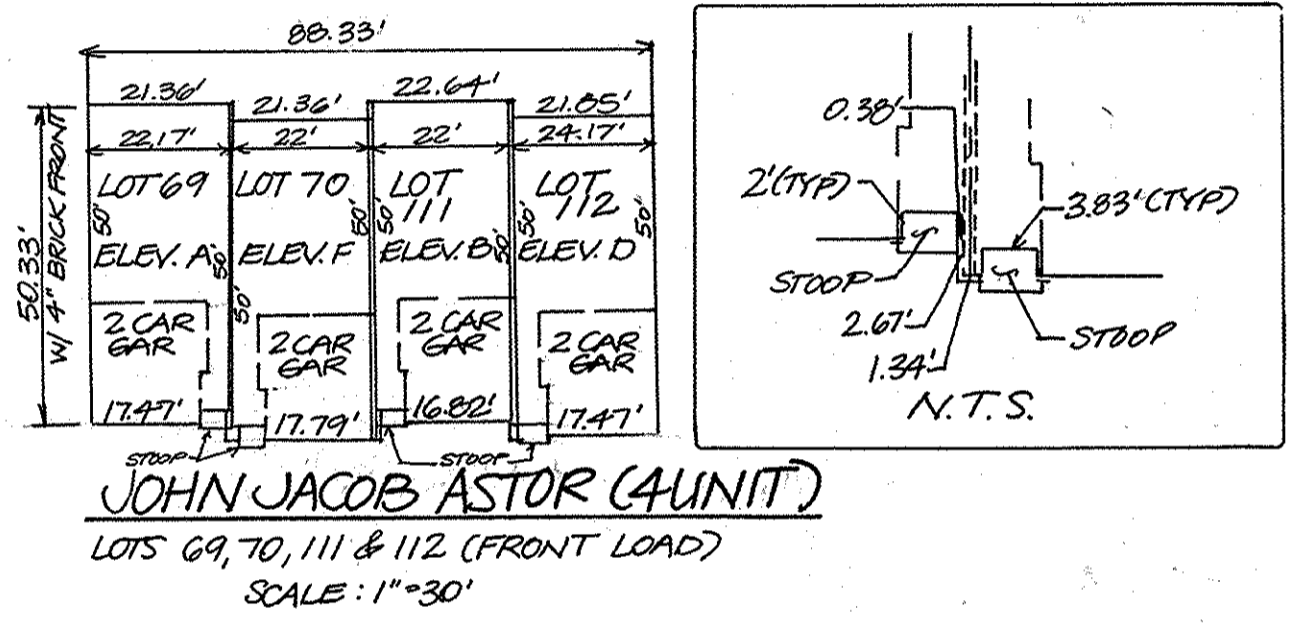 88.33'
21.36' 21.36' 22.64' 21.85'
22.17' 22' 22' 24.17'
LOT 69 LOT 70 LOT 111 LOT 112
50' 50' 50' 50' 50' 50' 50' 50'
ELEV. A ELEV. F ELEV. B ELEV. D
50.33'
W/ 4" BRICK FRONT
2 CAR GAR 2 CAR GAR 2 CAR GAR 2 CAR GAR
17.47' 17.79' 16.82' 17.47'
STOOP STOOP
JOHN JACOB ASTOR (4 UNIT)
LOTS 69, 70, 111 & 112 (FRONT LOAD)
SCALE: 1"=30'
0.38'
2' (TYP)
3.83' (TYP)
STOOP
2.67'
STOOP
1.34'
N.T.S.